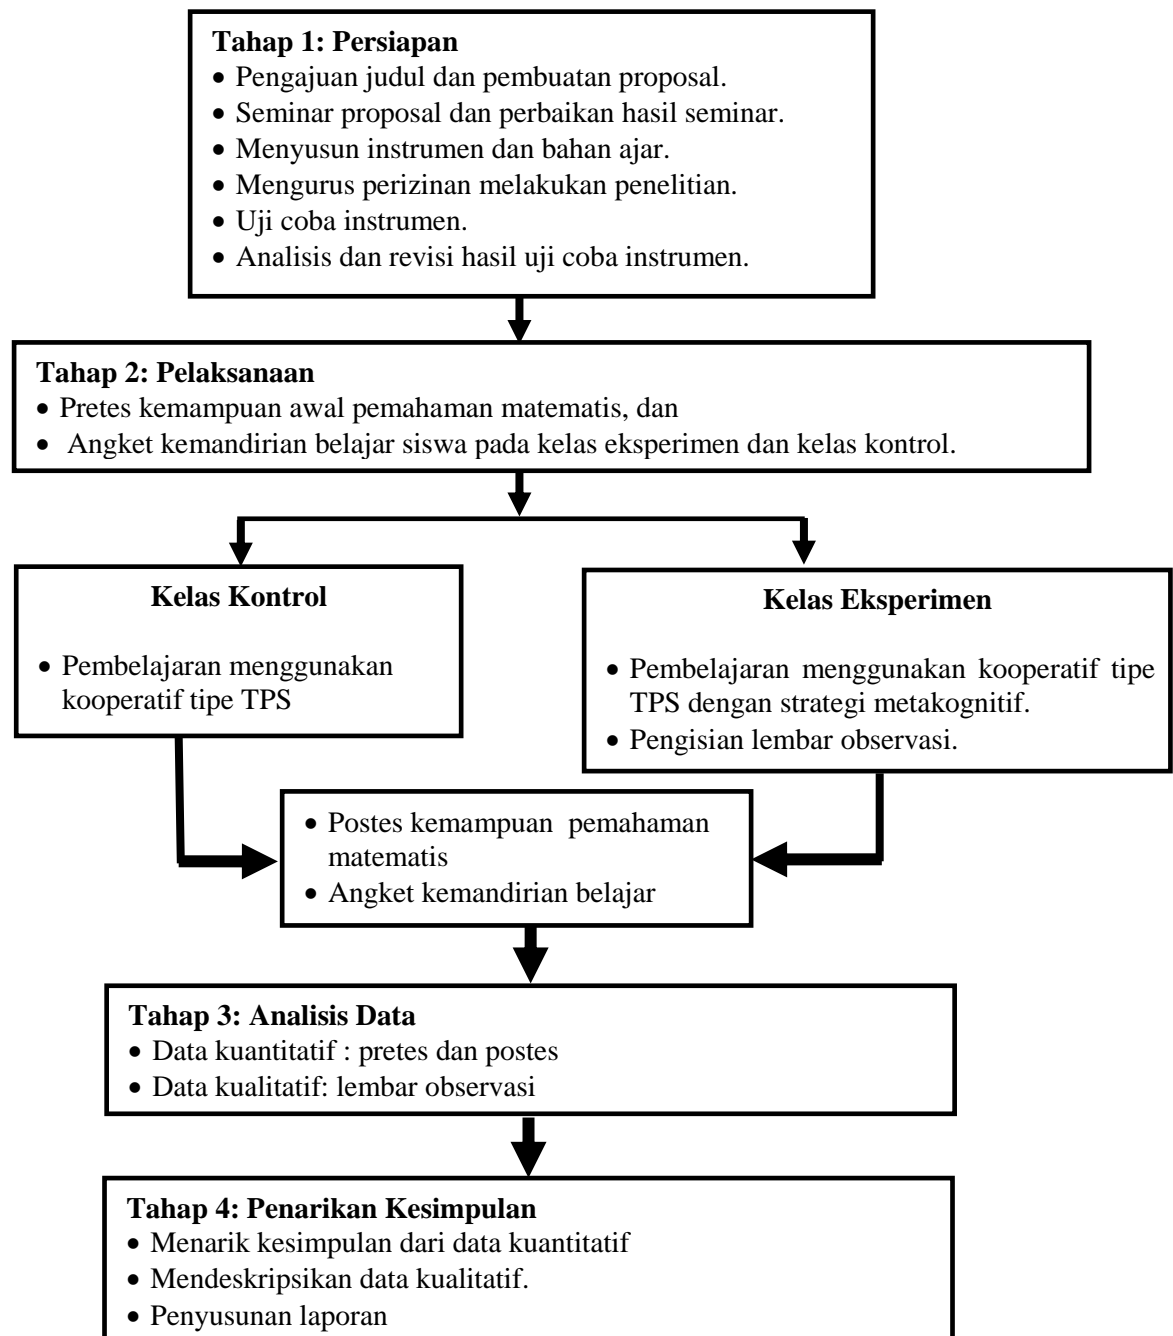 Tahap 1: Persiapan
• Pengajuan judul dan pembuatan proposal.
• Seminar proposal dan perbaikan hasil seminar.
• Menyusun instrumen dan bahan ajar.
• Mengurus perizinan melakukan penelitian.
• Uji coba instrumen.
• Analisis dan revisi hasil uji coba instrumen.
Tahap 2: Pelaksanaan
• Pretes kemampuan awal pemahaman matematis, dan
• Angket kemandirian belajar siswa pada kelas eksperimen dan kelas kontrol.
Kelas Kontrol
• Pembelajaran menggunakan
kooperatif tipe TPS
Kelas Eksperimen
• Pembelajaran menggunakan kooperatif tipe
TPS dengan strategi metakognitif.
• Pengisian lembar observasi.
• Postes kemampuan pemahaman
matematis
• Angket kemandirian belajar
Tahap 3: Analisis Data
• Data kuantitatif : pretes dan postes
• Data kualitatif: lembar observasi
Tahap 4: Penarikan Kesimpulan
• Menarik kesimpulan dari data kuantitatif
• Mendeskripsikan data kualitatif.
• Penyusunan laporan